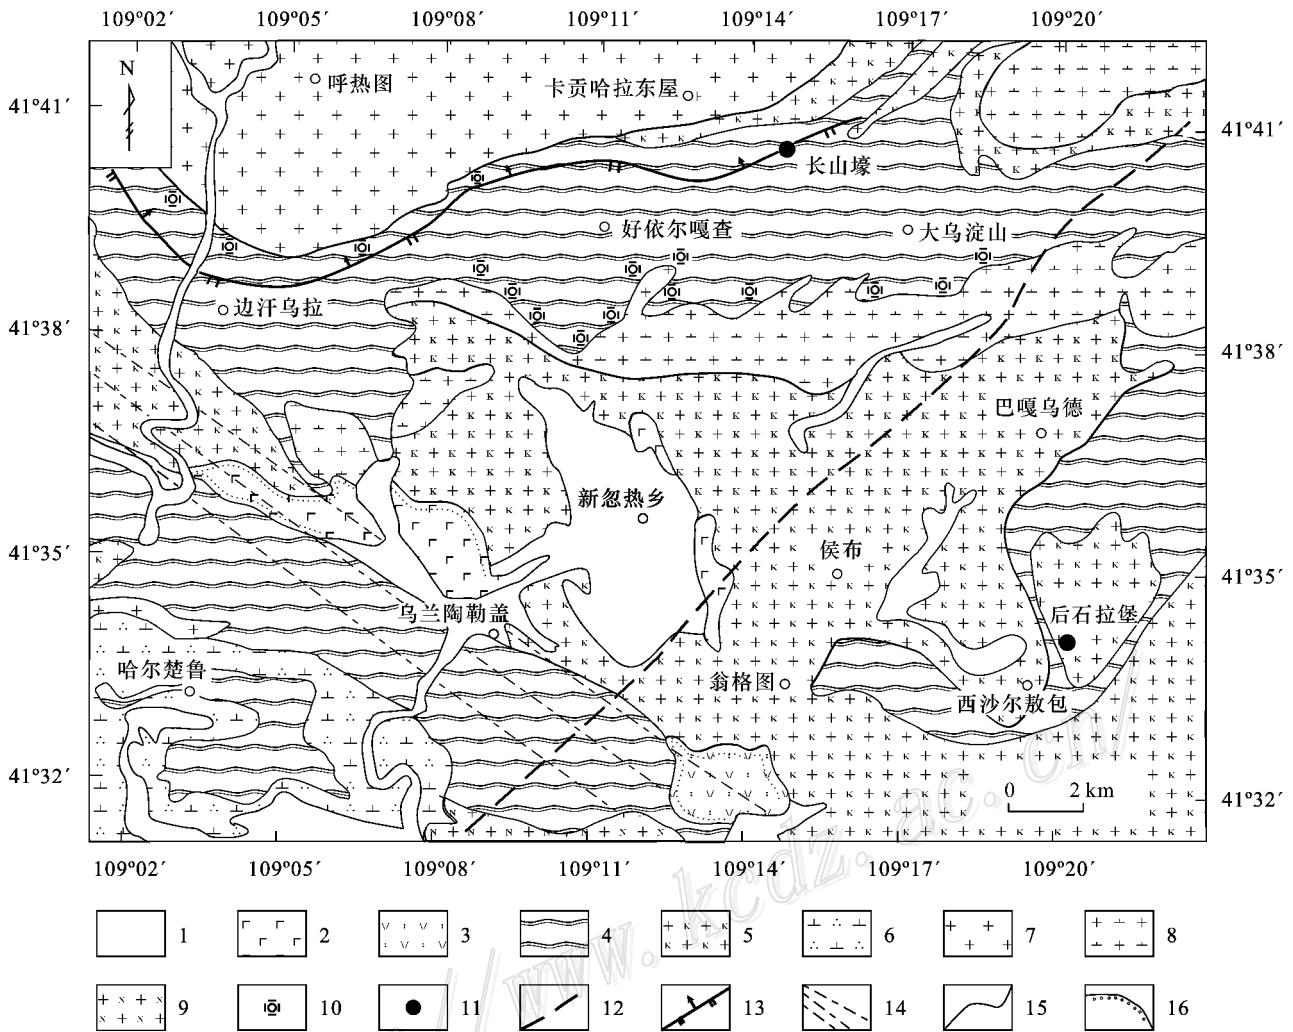 109°02′ 109°05′ 109°08′ 109°11′ 109°14′ 109°17′ 109°20′
N
呼热图
卡贡哈拉东屋
41°41′
41°41′
长山壕
好依尔嘎查
大乌淀山
边汗乌拉
41°38′
41°38′
巴嘎乌德
新忽热乡
41°35′
侯布
41°35′
乌兰陶勒盖
后石拉堡
哈尔楚鲁
翁格图
西沙尔敖包
41°32′
0 2 km
41°32′
109°02′ 109°05′ 109°08′ 109°11′ 109°14′ 109°17′ 109°20′
1 2 3 4 5 6 7 8
9 10 11 12 13 14 15 16
//www.kcdz.ac.cn/